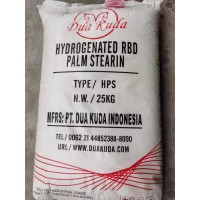 Dua Kuda
HYDROGENATED RBD
PALM STEARIN
TYPE / HPS
N.W. / 25KG
MFRS: PT. DUA KUDA INDONESIA
TEL / 0062 21 44852388-8000
URL / WWW.DUAKUDA.COM